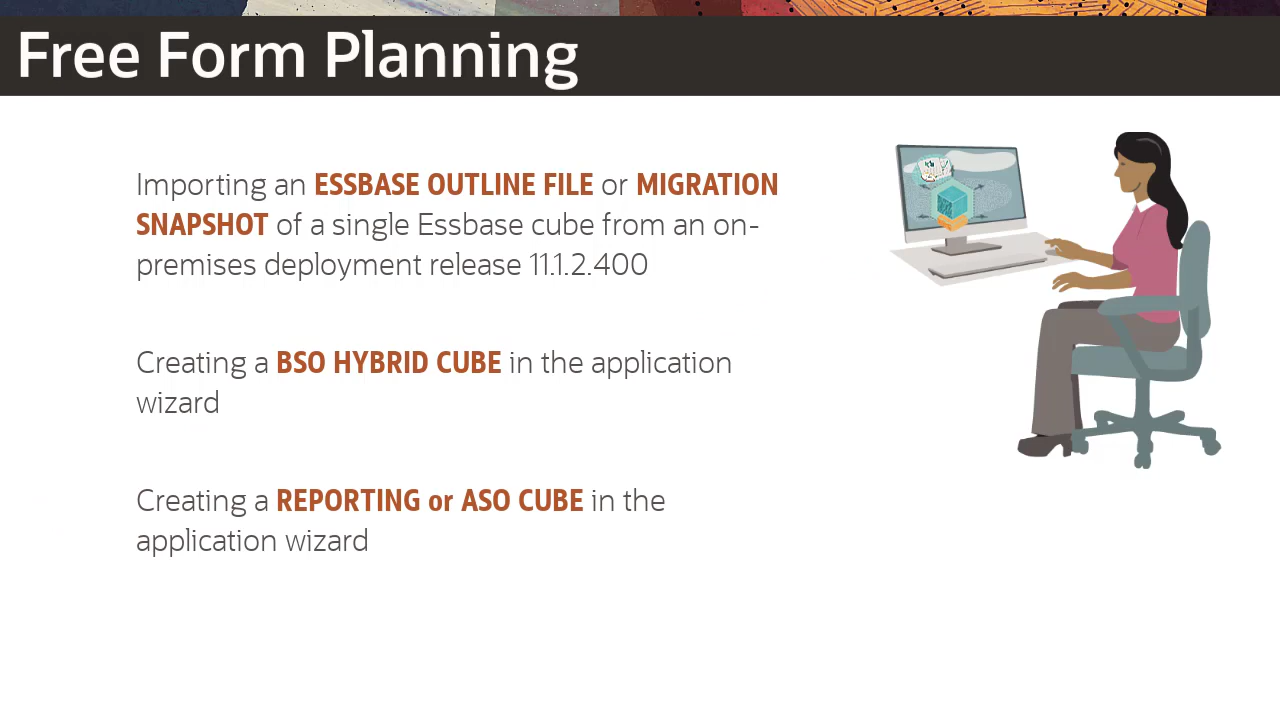 Free Form Planning
Importing an ESSBASE OUTLINE FILE or MIGRATION
SNAPSHOT of a single Essbase cube from an on-
premises deployment release 11.1.2.400
Creating a BSO HYBRID CUBE in the application
wizard
Creating a REPORTING or ASO CUBE in the
application wizard